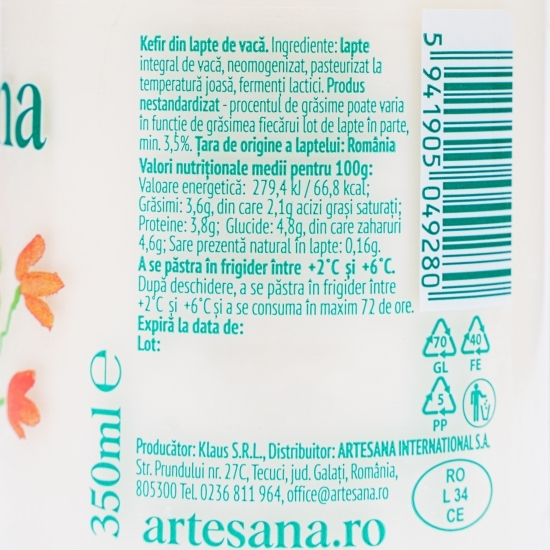 na
Kefir din lapte de vacă. Ingrediente: lapte
integral de vacă, neomogenizat, pasteurizat la
temperatură joasă, fermenți lactici. Produs
nestandardizat - procentul de grăsime poate varia
în funcție de grăsimea fiecărui lot de lapte în parte,
min. 3,5%. Țara de origine a laptelui: România
Valori nutriționale medii pentru 100g:
Valoare energetică: 279,4 kJ / 66,8 kcal;
Grăsimi: 3,6g, din care 2,1g acizi grași saturați;
Proteine: 3,8g; Glucide: 4,8g, din care zaharuri
4,6g; Sare prezentă natural în lapte: 0,16g.
A se păstra în frigider între +2˚C și +6˚C.
După deschidere, a se păstra în frigider între
+2˚C și +6˚C și a se consuma în maxim 72 de ore.
Expiră la data de:
Lot:
5 941905 049280
70
GL
40
FE
5
PP
350ml e
Producător: Klaus S.R.L., Distribuitor: ARTESANA INTERNATIONAL S.A.
Str. Prundului nr. 27C, Tecuci, jud. Galați, România,
805300 Tel. 0236 811 964, office@artesana.ro
RO
L 34
CE
artesana.ro